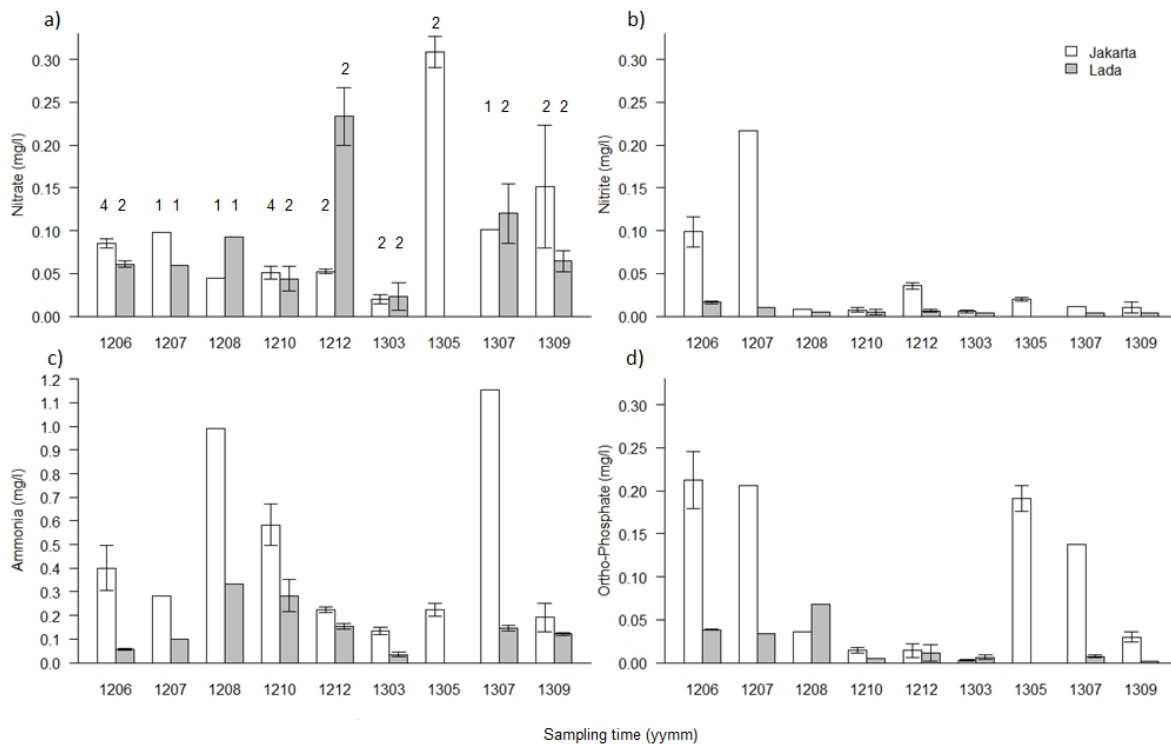 a)
Nitrate (mg/l)
0.30
0.25
0.20
0.15
0.10
0.05
0.00
4 2 1 1 1 1 4 2 2 2 2 2 2 1 2 2 2
1206 1207 1208 1210 1212 1303 1305 1307 1309
b)
Nitrite (mg/l)
0.30
0.25
0.20
0.15
0.10
0.05
0.00
Jakarta
Lada
1206 1207 1208 1210 1212 1303 1305 1307 1309
c)
Ammonia (mg/l)
1.2
1.1
1.0
0.9
0.8
0.7
0.6
0.5
0.4
0.3
0.2
0.1
0.0
1206 1207 1208 1210 1212 1303 1305 1307 1309
d)
Ortho-Phosphate (mg/l)
0.30
0.25
0.20
0.15
0.10
0.05
0.00
1206 1207 1208 1210 1212 1303 1305 1307 1309
Sampling time (yymm)